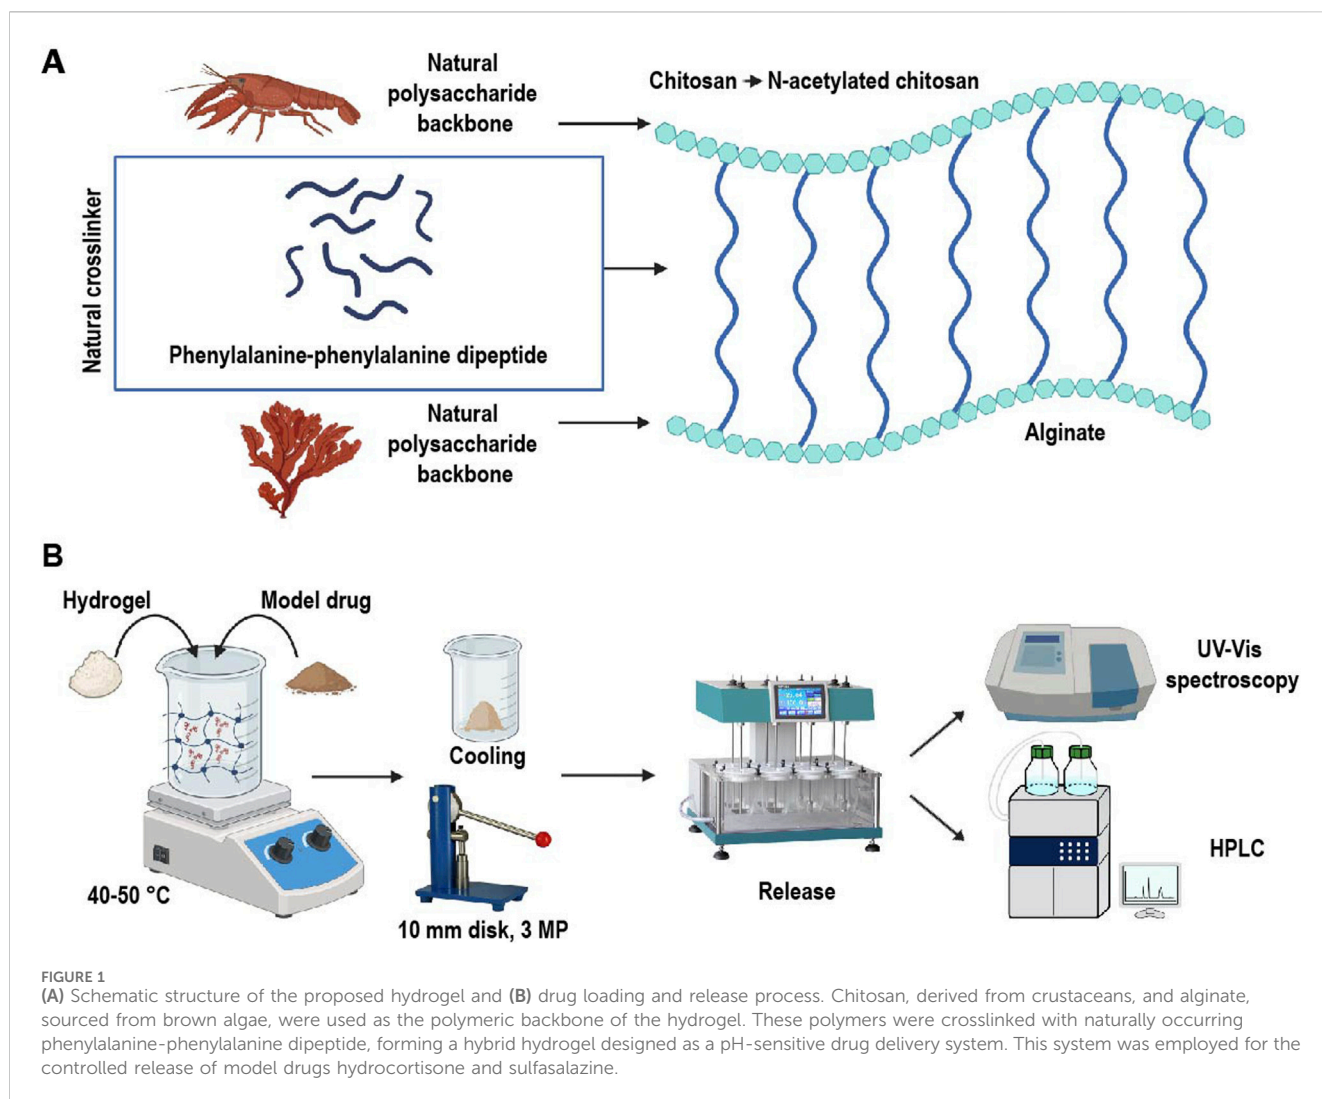 A
Natural
polysaccharide
backbone
Chitosan → N-acetylated chitosan
Natural crosslinker
Phenylalanine-phenylalanine dipeptide
Natural
polysaccharide
backbone
Alginate
B
Hydrogel
Model drug
40-50 °C
Cooling
10 mm disk, 3 MP
Release
UV-Vis
spectroscopy
HPLC
FIGURE 1
(A) Schematic structure of the proposed hydrogel and (B) drug loading and release process. Chitosan, derived from crustaceans, and alginate,
sourced from brown algae, were used as the polymeric backbone of the hydrogel. These polymers were crosslinked with naturally occurring
phenylalanine-phenylalanine dipeptide, forming a hybrid hydrogel designed as a pH-sensitive drug delivery system. This system was employed for the
controlled release of model drugs hydrocortisone and sulfasalazine.